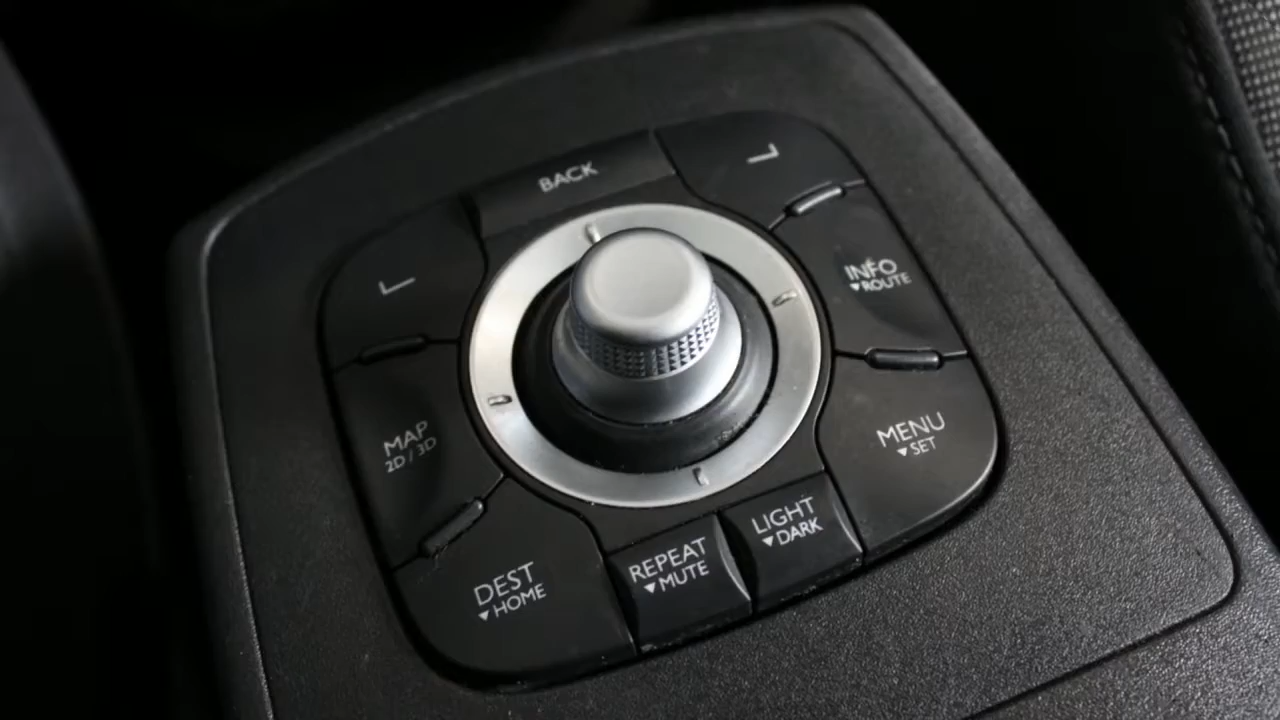 BACK
INFO
▼ROUTE
MAP
2D / 3D
MENU
▼SET
LIGHT
▼DARK
REPEAT
▼MUTE
DEST
▼HOME